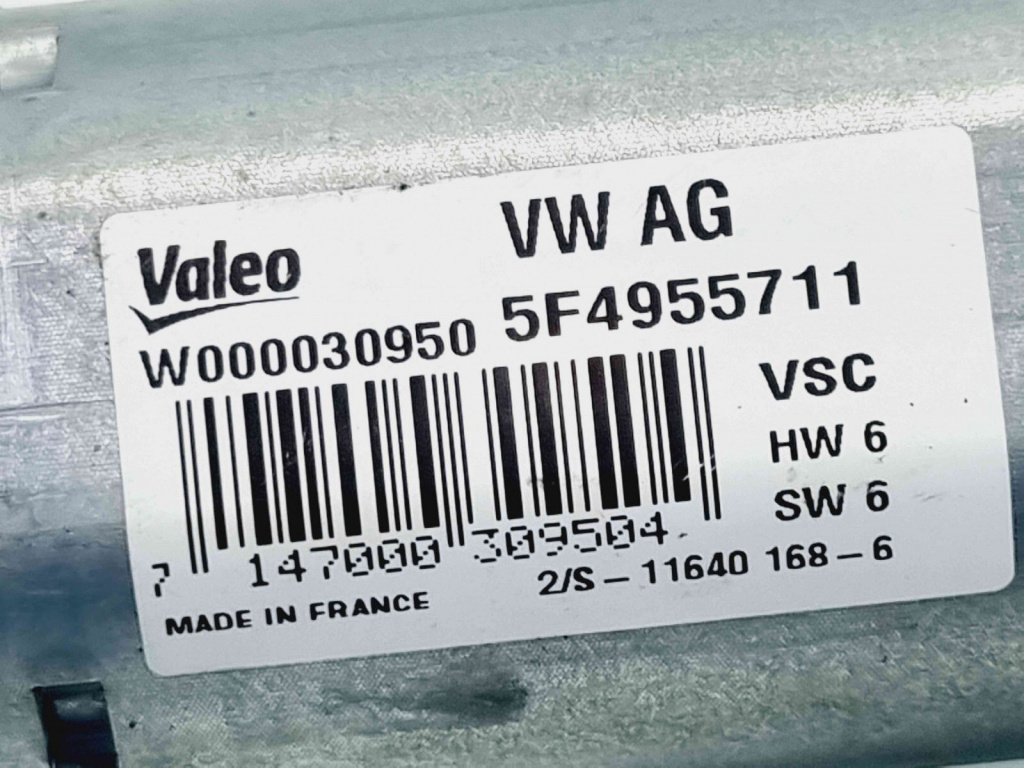 Valeo
VW AG
W000030950
5F4955711
VSC
HW 6
SW 6
7 147000 309504
2/S-11640 168-6
MADE IN FRANCE